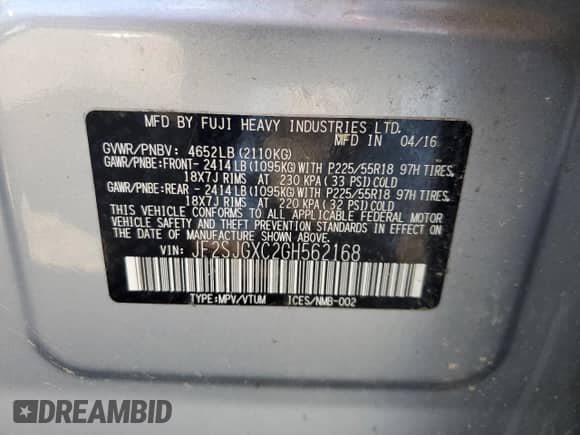 MFD BY FUJI HEAVY INDUSTRIES LTD.
MFD IN 04/16
GVWR/PNBV: 4652LB(2110KG)
GAWR/PNBE:FRONT- 2414LB(1095KG)WITH P225/55R18 97H TIRES,
18X7J RIMS AT 230 KPA(33 PSI)COLD
GAWR/PNBE:REAR - 2414LB(1095KG)WITH P225/55R18 97H TIRES,
18X7J RIMS AT 220 KPA(32 PSI)COLD
THIS VEHICLE CONFORMS TO ALL APPLICABLE FEDERAL MOTOR
VEHICLE SAFETY AND THEFT PREVENTION STANDARDS IN EFFECT ON
THE DATE OF MANUFACTURE SHOWN ABOVE.
VIN: JF2SJGXC2GH562168
TYPE:MPV/VTUM ICES/NMB-002
DREAMBID